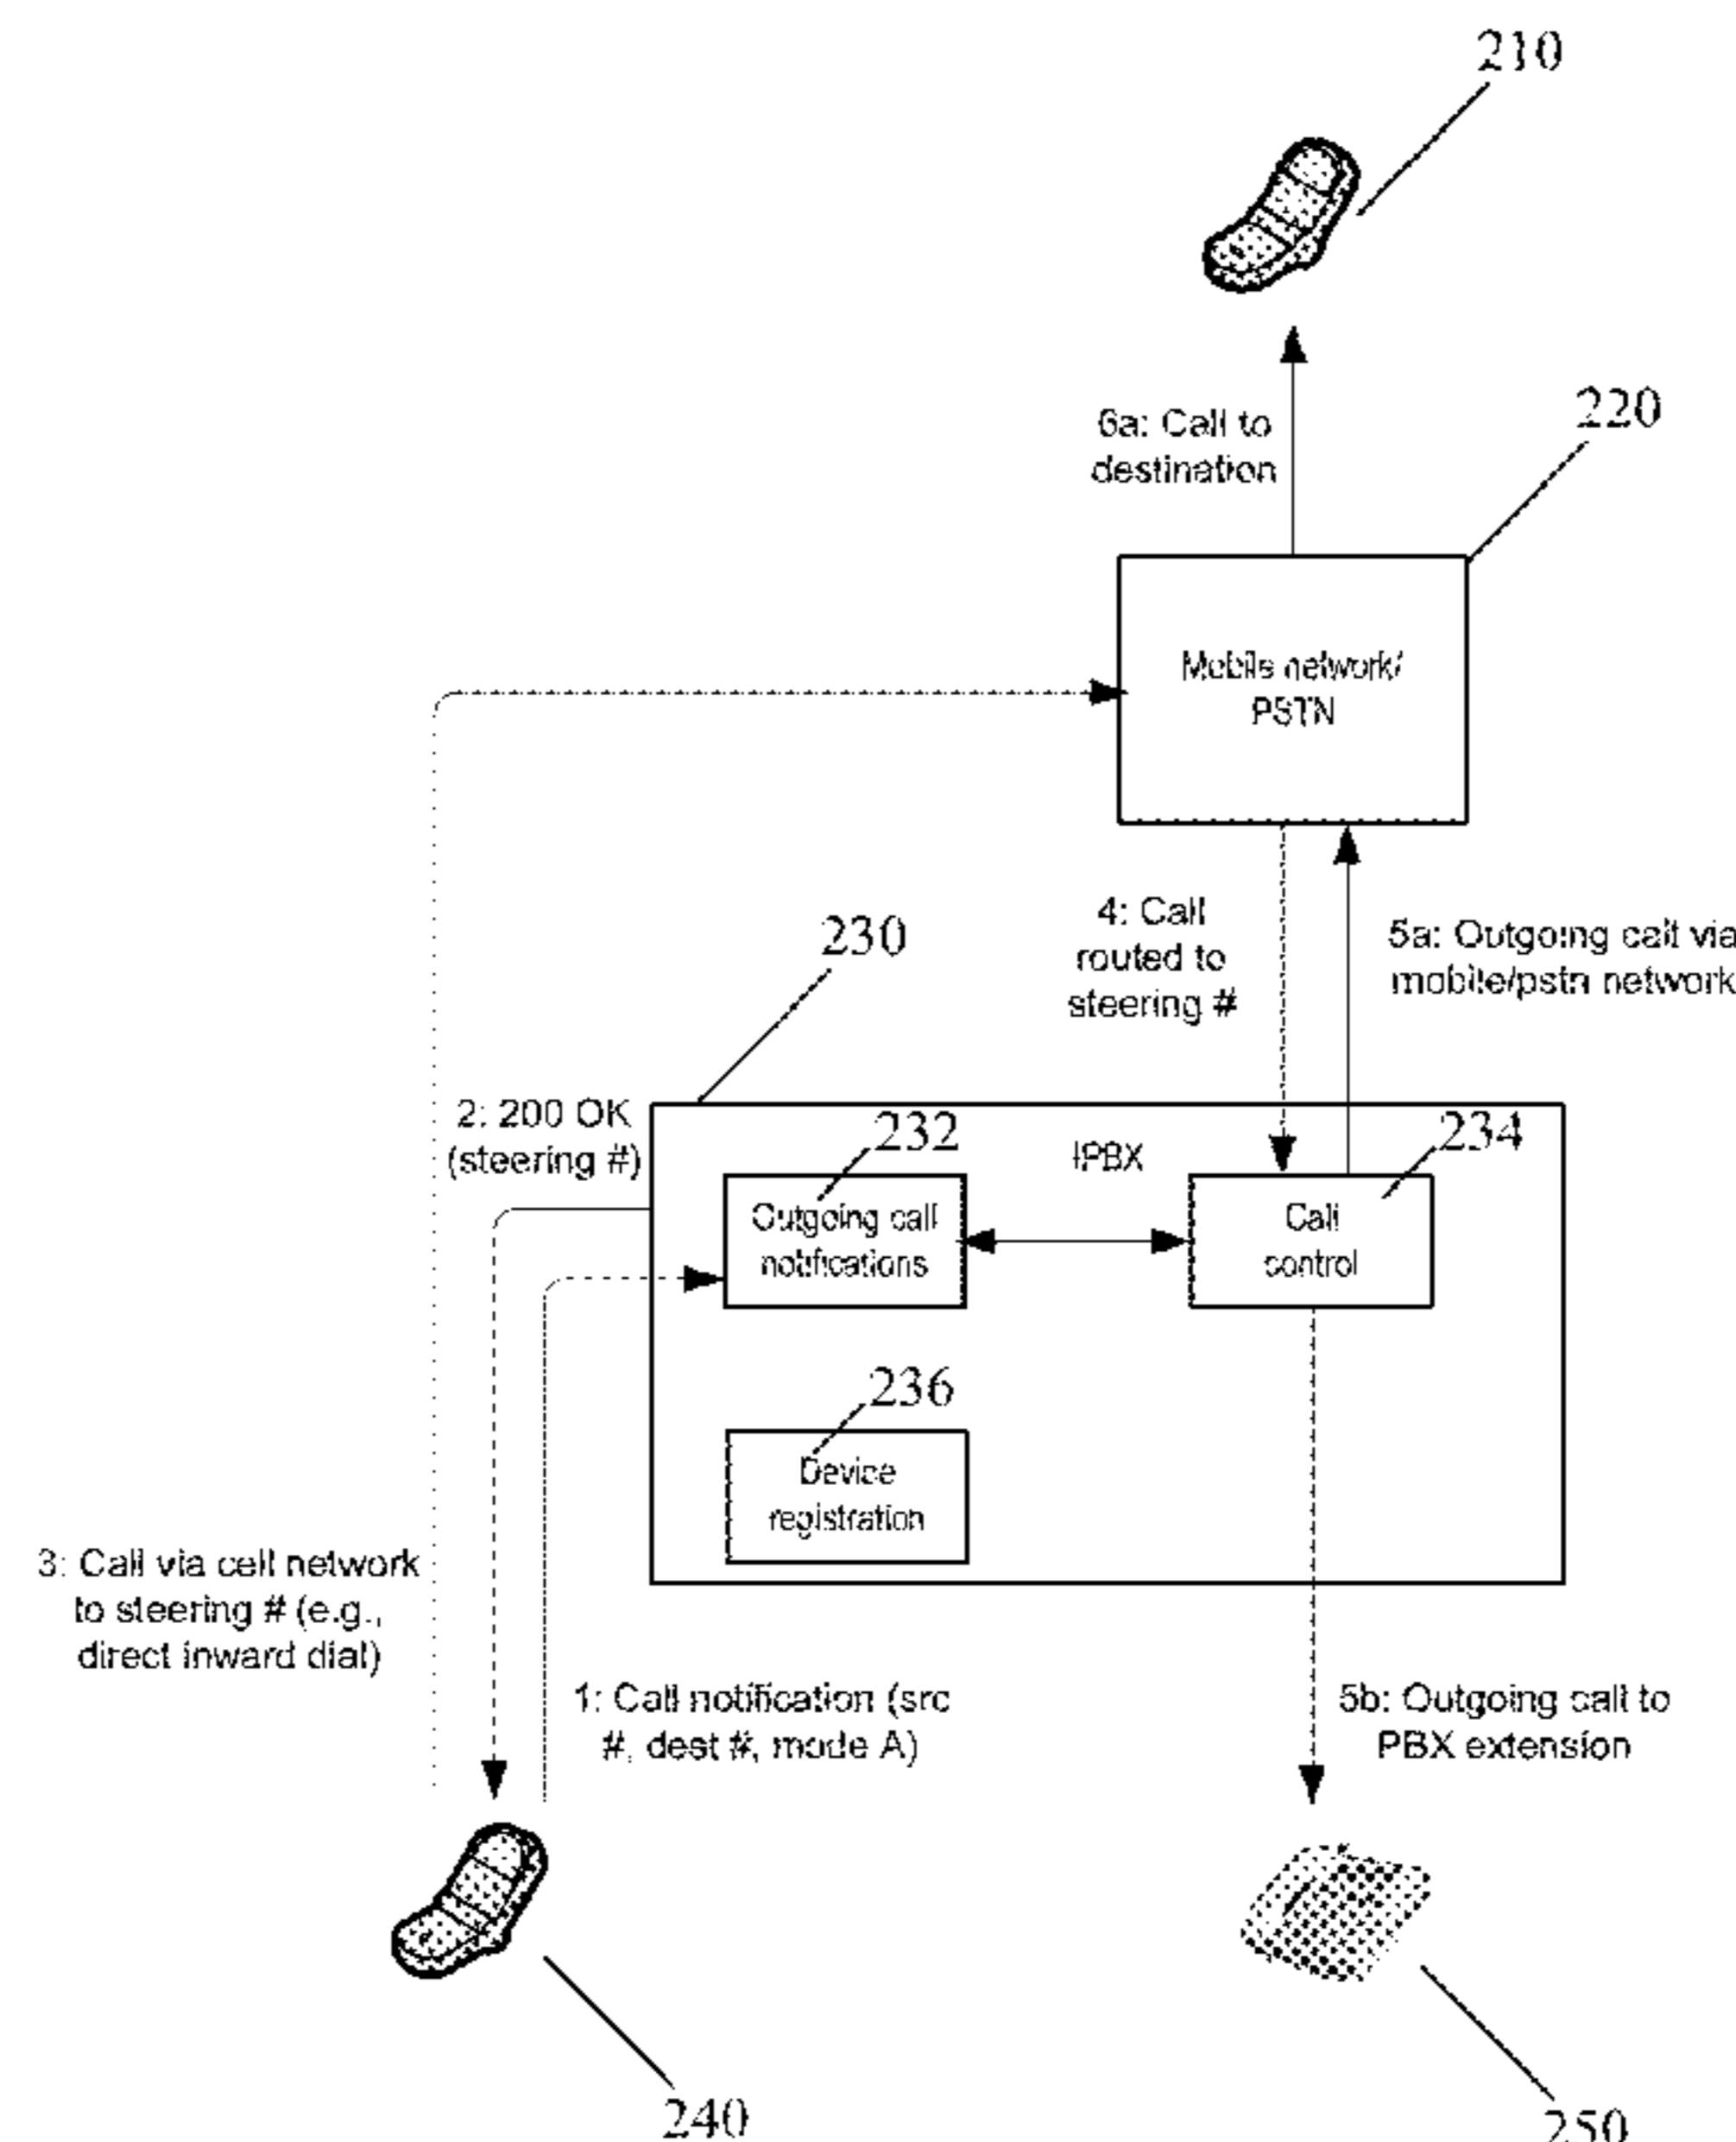 210
220
6a: Call to
destination
Mobile network/
PSTN
4: Call
routed to
steering #
5a: Outgoing call via
mobile/pstn network
230
2: 200 OK
(steering #)
232
IPBX
234
Outgoing call
notifications
Call
control
236
Device
registration
3: Call via cell network
to steering # (e.g.,
direct inward dial)
1: Call notification (src
#, dest #, mode A)
5b: Outgoing call to
PBX extension
240
250